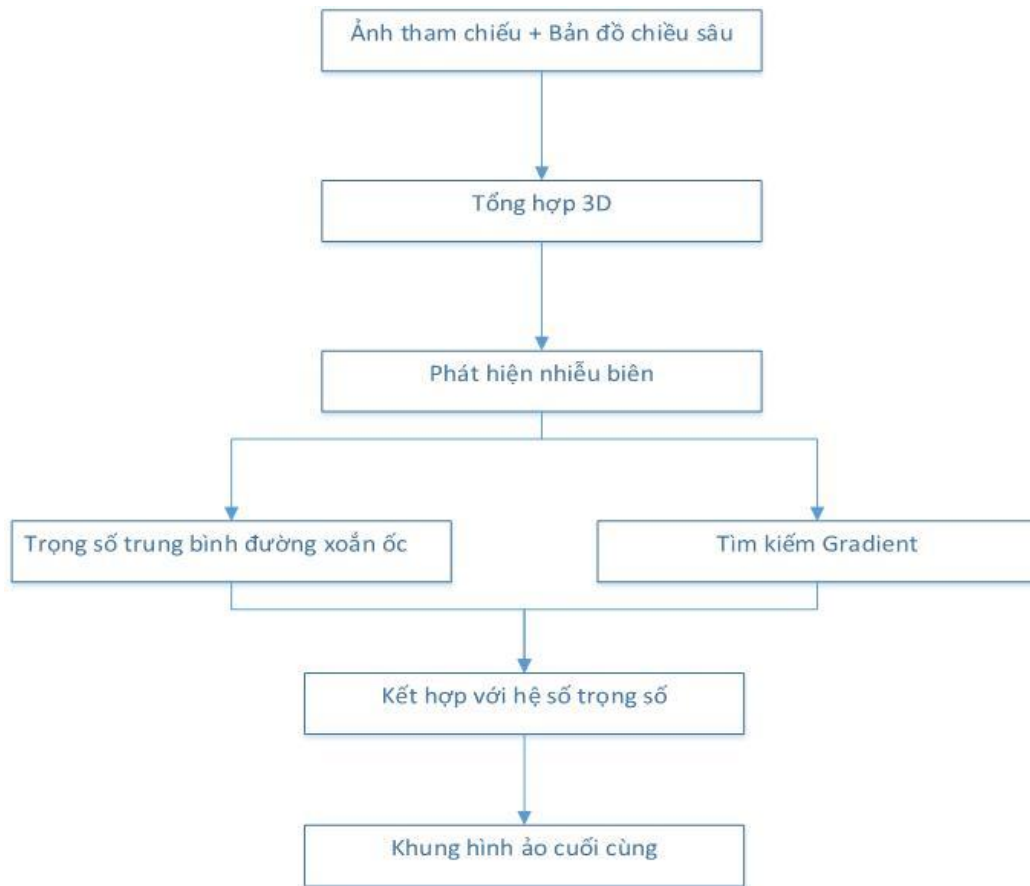 Ảnh tham chiếu + Bản đồ chiều sâu
Tổng hợp 3D
Phát hiện nhiễu biên
Trọng số trung bình đường xoắn ốc
Tìm kiếm Gradient
Kết hợp với hệ số trọng số
Khung hình ảo cuối cùng